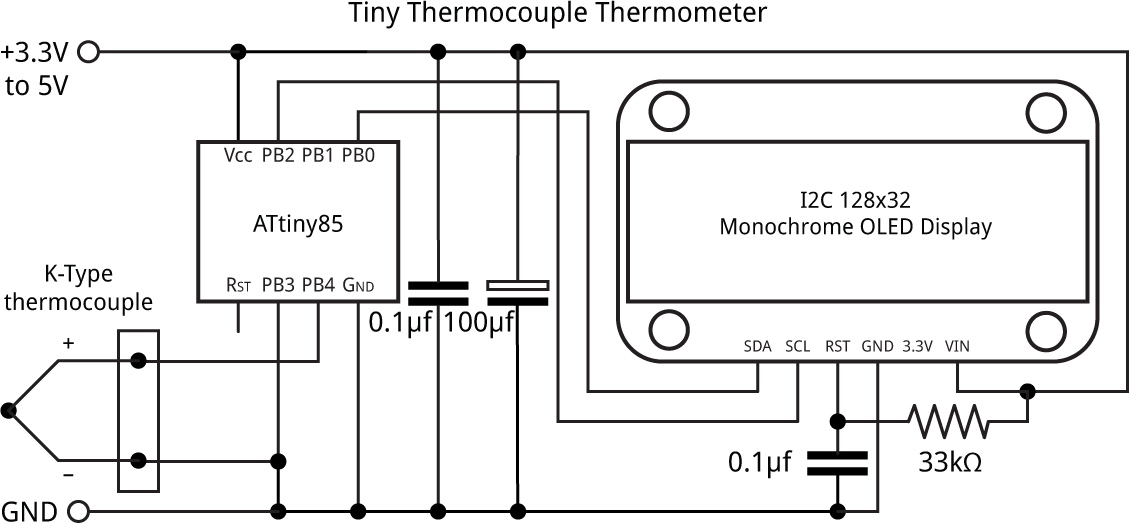 Tiny Thermocouple Thermometer
+3.3V
to 5V
Vcc PB2 PB1 PB0
ATtiny85
RST PB3 PB4 GND
I2C 128x32
Monochrome OLED Display
K-Type
thermocouple
+
−
0.1µf 100µf
SDA SCL RST GND 3.3V VIN
0.1µf
33kΩ
GND